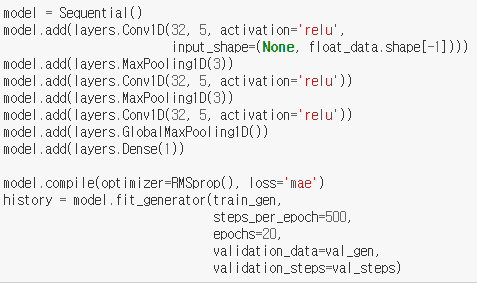 model = Sequential()
model.add(layers.Conv1D(32, 5, activation='relu',
                        input_shape=(None, float_data.shape[-1])))
model.add(layers.MaxPooling1D(3))
model.add(layers.Conv1D(32, 5, activation='relu'))
model.add(layers.MaxPooling1D(3))
model.add(layers.Conv1D(32, 5, activation='relu'))
model.add(layers.GlobalMaxPooling1D())
model.add(layers.Dense(1))

model.compile(optimizer=RMSprop(), loss='mae')
history = model.fit_generator(train_gen,
                              steps_per_epoch=500,
                              epochs=20,
                              validation_data=val_gen,
                              validation_steps=val_steps)